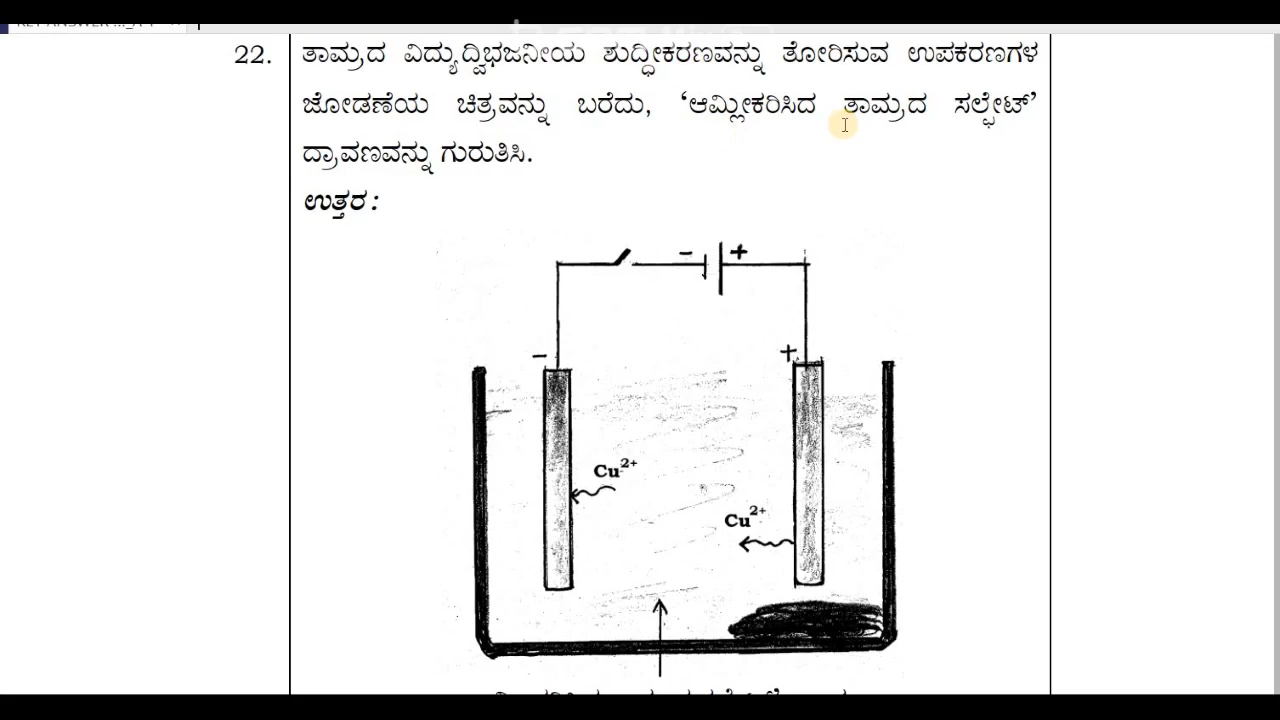 22. ತಾಮ್ರದ ವಿದ್ಯುದ್ವಿಭಜನೀಯ ಶುದ್ಧೀಕರಣವನ್ನು ತೋರಿಸುವ ಉಪಕರಣಗಳ
ಜೋಡಣೆಯ ಚಿತ್ರವನ್ನು ಬರೆದು, ‘ಆಮ್ಲೀಕರಿಸಿದ ತಾಮ್ರದ ಸಲ್ಫೇಟ್’
ದ್ರಾವಣವನ್ನು ಗುರುತಿಸಿ.
ಉತ್ತರ :
− +
− +
Cu2+
Cu2+